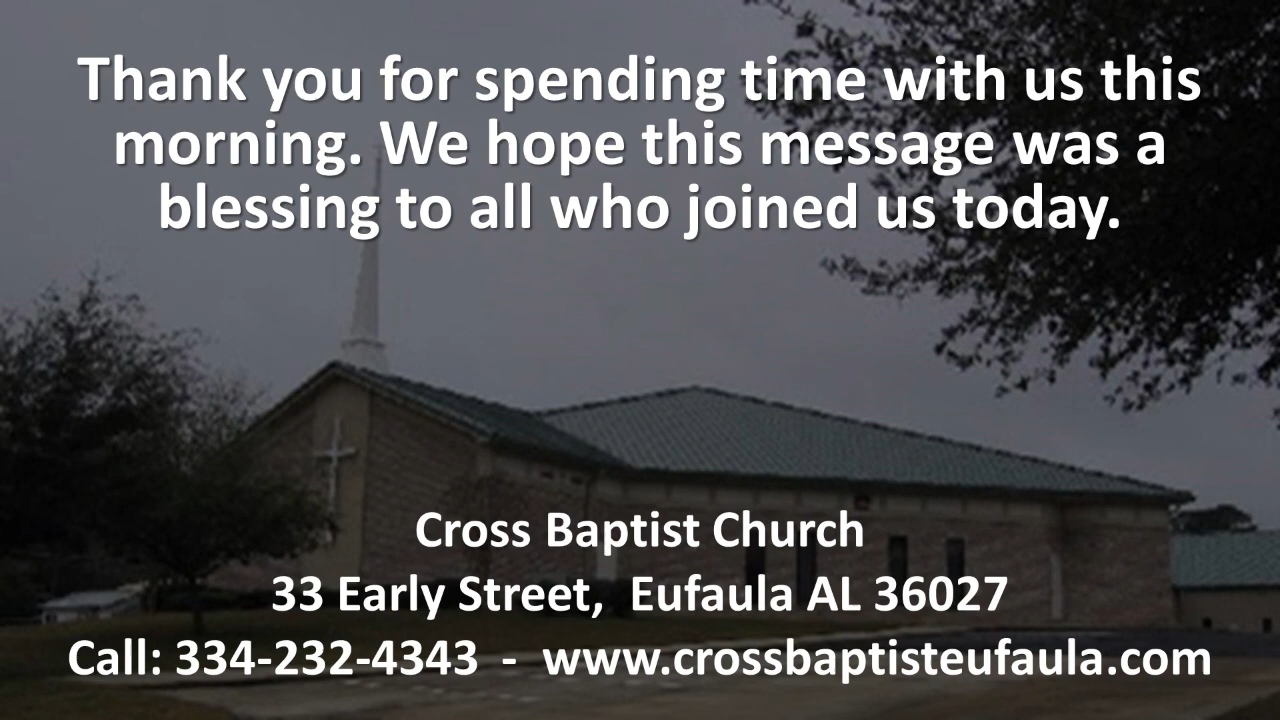 Thank you for spending time with us this
morning. We hope this message was a
blessing to all who joined us today.
Cross Baptist Church
33 Early Street,  Eufaula AL 36027
Call: 334-232-4343  -  www.crossbaptisteufaula.com